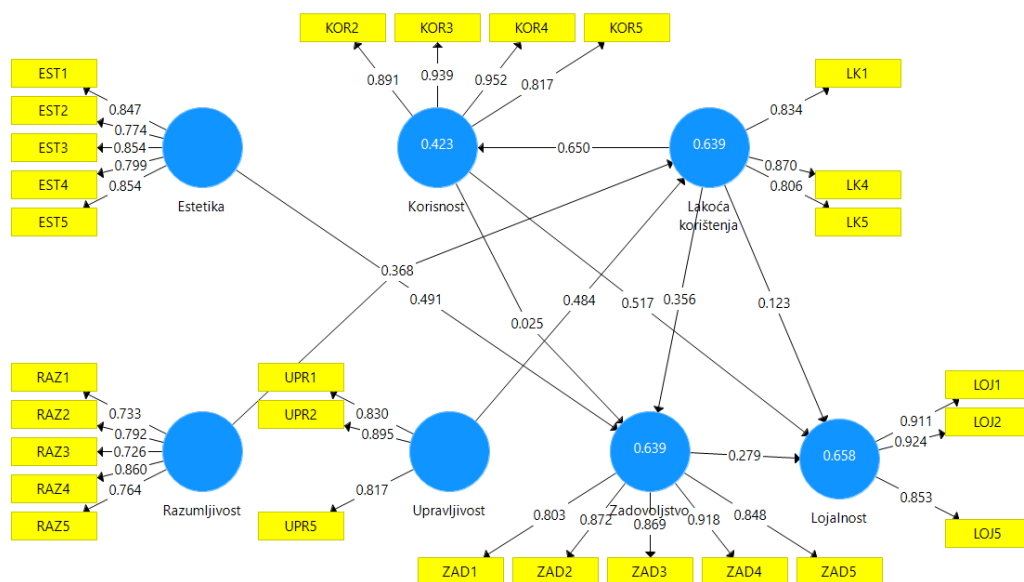 KOR2 KOR3 KOR4 KOR5
EST1
EST2
EST3
EST4
EST5
0.847
0.774
0.854
0.799
0.854
Estetika
0.891
0.939
0.952
0.817
0.423
Korisnost
0.650
0.639
Lakoća
korištenja
0.834
0.870
0.806
LK1
LK4
LK5
0.368
0.491
0.025
0.484
0.517
0.356
0.123
RAZ1
RAZ2
RAZ3
RAZ4
RAZ5
0.733
0.792
0.726
0.860
0.764
Razumljivost
UPR1
UPR2
UPR5
0.830
0.895
0.817
Upravljivost
0.639
Zadovoljstvo
0.279
0.658
Lojalnost
0.911
0.924
0.853
LOJ1
LOJ2
LOJ5
0.803
0.872
0.869
0.918
0.848
ZAD1 ZAD2 ZAD3 ZAD4 ZAD5